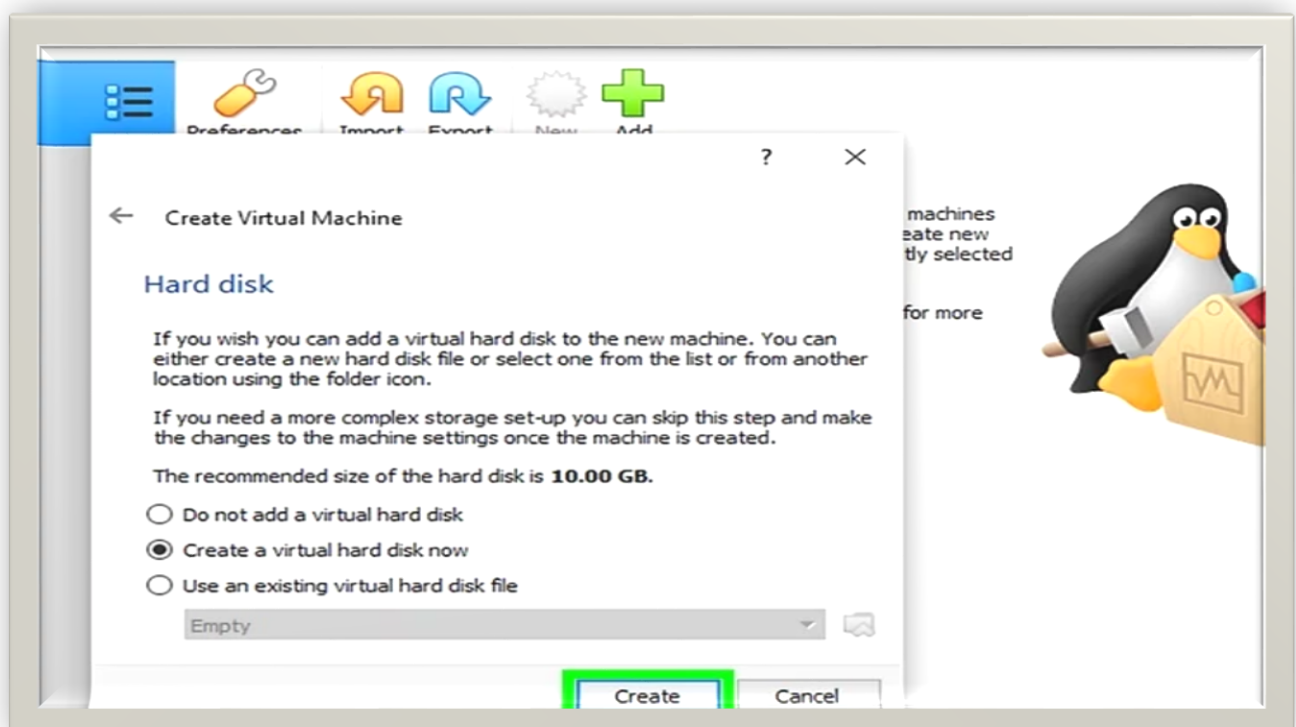 Preferences Import Export New Add
?
Create Virtual Machine
machines
eate new
tly selected
for more
Hard disk
If you wish you can add a virtual hard disk to the new machine. You can
either create a new hard disk file or select one from the list or from another
location using the folder icon.
If you need a more complex storage set-up you can skip this step and make
the changes to the machine settings once the machine is created.
The recommended size of the hard disk is 10.00 GB.
Do not add a virtual hard disk
Create a virtual hard disk now
Use an existing virtual hard disk file
Empty
Create Cancel